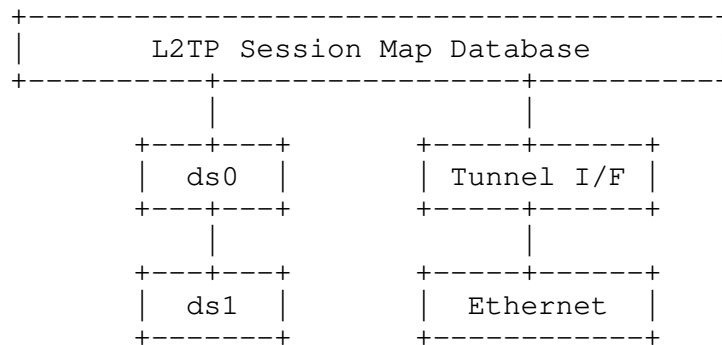 L2TP Session Map Database
ds0 Tunnel I/F
ds1 Ethernet